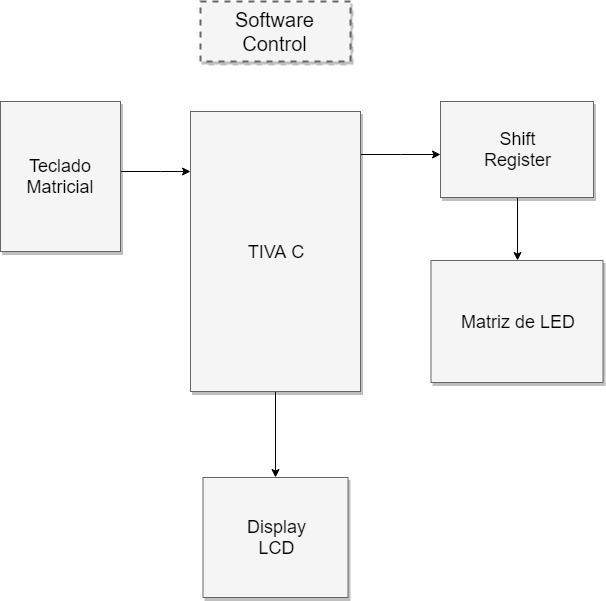 Software
Control
Teclado
Matricial
TIVA C
Shift
Register
Matriz de LED
Display
LCD